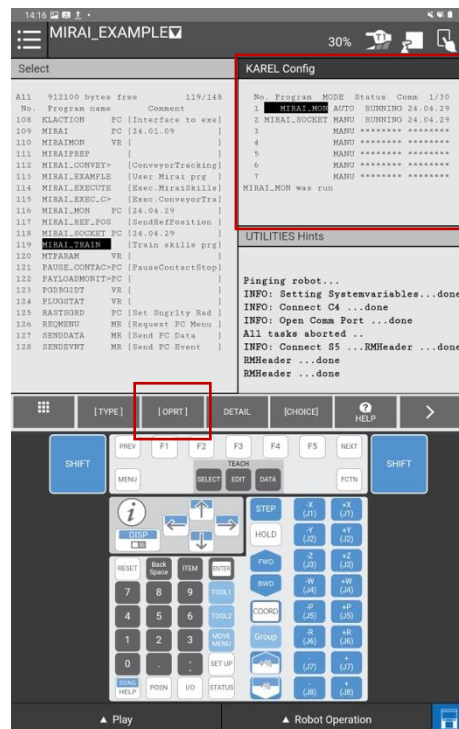 14:16
MIRAI_EXAMPLE
30%
T1
Select
KAREL Config
All 912100 bytes free 119/148
No. Program name Comment
108 KLACTION PC [Interface to exe]
109 MIRAI PC [24.01.09 ]
110 MIRAIMON VR [ ]
111 MIRAIPREP [ ]
112 MIRAI_CONVEY> [ConveyorTracking]
113 MIRAI_EXAMPLE [User Mirai prg ]
114 MIRAI_EXECUTE [Exec.MiraiSkills]
115 MIRAI_EXEC_C> [Exec.ConveyorTra]
116 MIRAI_MON PC [24.04.29 ]
117 MIRAI_REF_POS [SendRefPosition ]
118 MIRAI_SOCKET PC [24.04.29 ]
119 MIRAI_TRAIN [Train skills prg]
120 MTPARAM VR [ ]
121 PAUSE_CONTAC>PC [PauseContactStop]
122 PAYLOADMONIT>PC [ ]
123 PGDBGZDT VR [ ]
124 PLUGSTAT VR [ ]
125 RASTSGRD PC [Set Sngrlty Rad ]
126 REQMENU MR [Request PC Menu ]
127 SENDDATA MR [Send PC Data ]
128 SENDEVNT MR [Send PC Event ]
No. Program MODE Status Comm 1/30
1 MIRAI_MON AUTO RUNNING 24.04.29
2 MIRAI_SOCKET MANU RUNNING 24.04.29
3 MANU ******** ********
4 MANU ******** ********
5 MANU ******** ********
6 MANU ******** ********
7 MANU ******** ********
MIRAI_MON was run
UTILITIES Hints
Pinging robot...
INFO: Setting Systemvariables...done
INFO: Connect C4 ...done
INFO: Open Comm Port ...done
All tasks aborted ..
INFO: Connect S5 ...RMHeader ...done
RMHeader ...done
RMHeader ...done
[TYPE] [OPRT] DETAIL [CHOICE] HELP >
SHIFT PREV F1 F2 F3 F4 F5 NEXT SHIFT
TEACH
MENU SELECT EDIT DATA FCTN
i
DISP
STEP -X (J1) +X (J1)
HOLD -Y (J2) +Y (J2)
FWD -Z (J3) +Z (J3)
RESET Back Space ITEM ENTER
BWD -W (J4) +W (J4)
7 8 9 TOOL1
COORD -P (J5) +P (J5)
4 5 6 TOOL2
Group -R (J6) +R (J6)
1 2 3 MOVE MENU
+% - (J7) + (J7)
0 . SET UP
-% - (J8) + (J8)
DIAG HELP POSN I/O STATUS
▲ Play ▲ Robot Operation